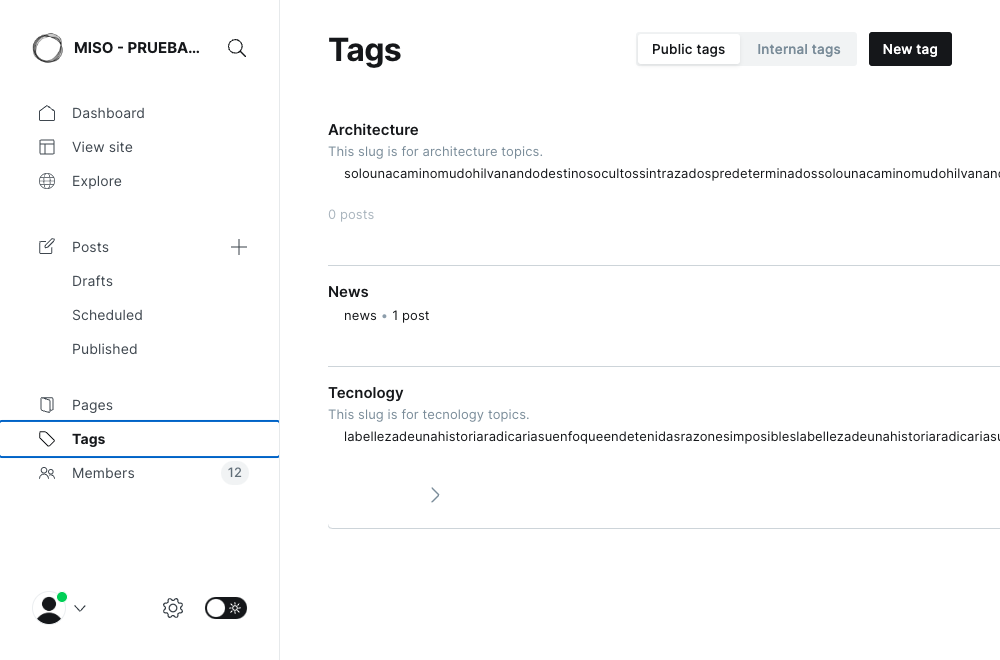 MISO - PRUEBA...
Dashboard
View site
Explore
Posts
Drafts
Scheduled
Published
Pages
Tags
Members
12
Tags
Public tags
Internal tags
New tag
Architecture
This slug is for architecture topics.
solounacaminomudohilvanandodestinosocultossintrazadospredeterminadossolounacaminomudohilvanand
0 posts
News
news • 1 post
Tecnology
This slug is for tecnology topics.
labellezadeunahistoriaradicariasuenfoqueendetenidasrazonesimposibleslabellezadeunahistoriaradicariasu